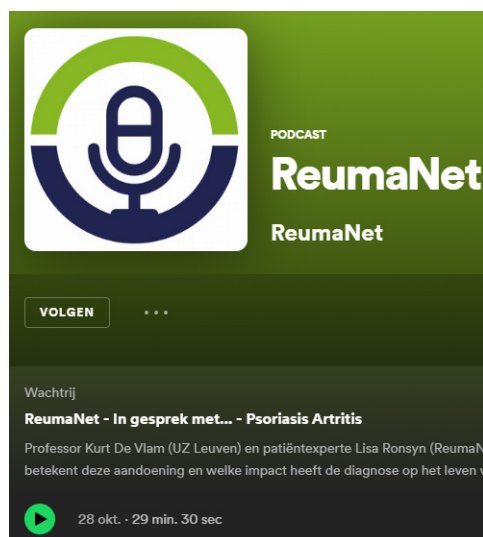 PODCAST
ReumaNet
ReumaNet
VOLGEN
Wachtrij
ReumaNet - In gesprek met... - Psoriasis Artritis
Professor Kurt De Vlam (UZ Leuven) en patiëntexperte Lisa Ronsyn (ReumaN
betekent deze aandoening en welke impact heeft de diagnose op het leven v
28 okt. · 29 min. 30 sec